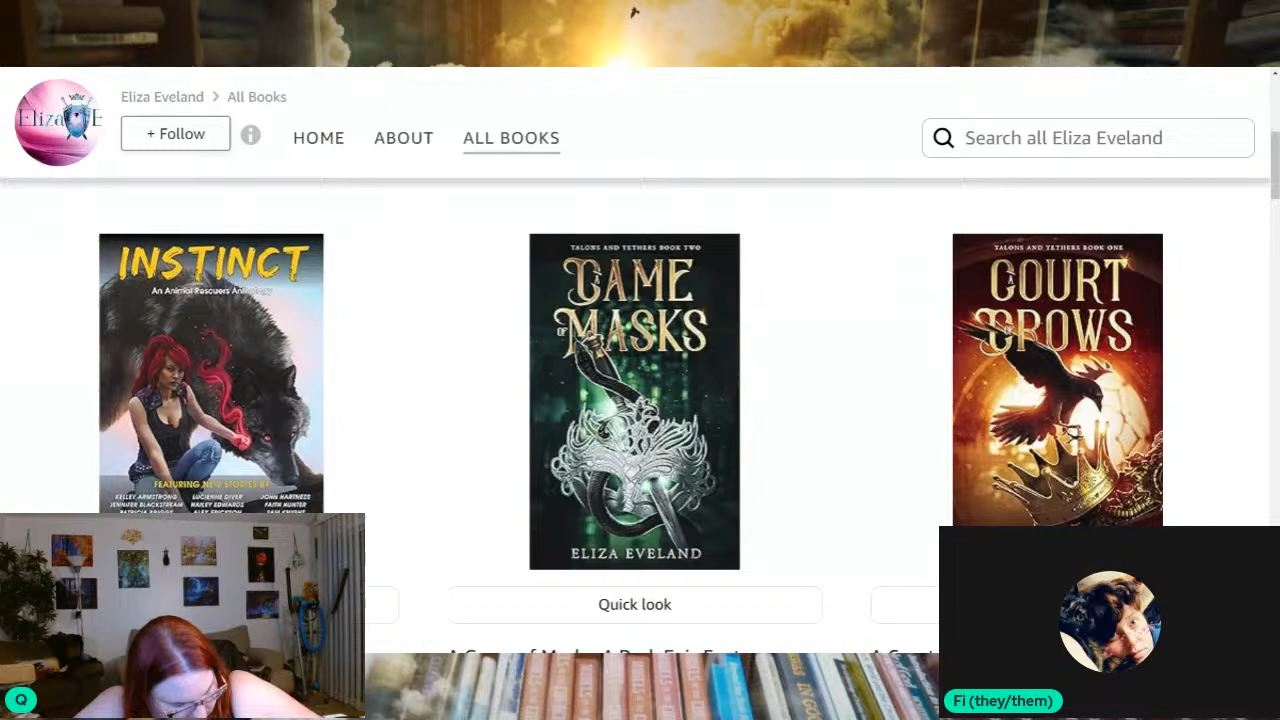 Eliza E
Eliza Eveland > All Books
+ Follow
HOME
ABOUT
ALL BOOKS
Search all Eliza Eveland
INSTINCT
An Animal Rescuers Anthology
FEATURING NEW STORIES BY
KELLEY ARMSTRONG LUCIENNE DIVER JOHN HARTNESS
JENNIFER BLACKSTREAM HAILEY EDWARDS FAITH HUNTER
TALONS AND TETHERS BOOK TWO
A GAME
OF MASKS
ELIZA EVELAND
Quick look
TALONS AND TETHERS BOOK ONE
A COURT
OF CROWS
Q
Fi (they/them)